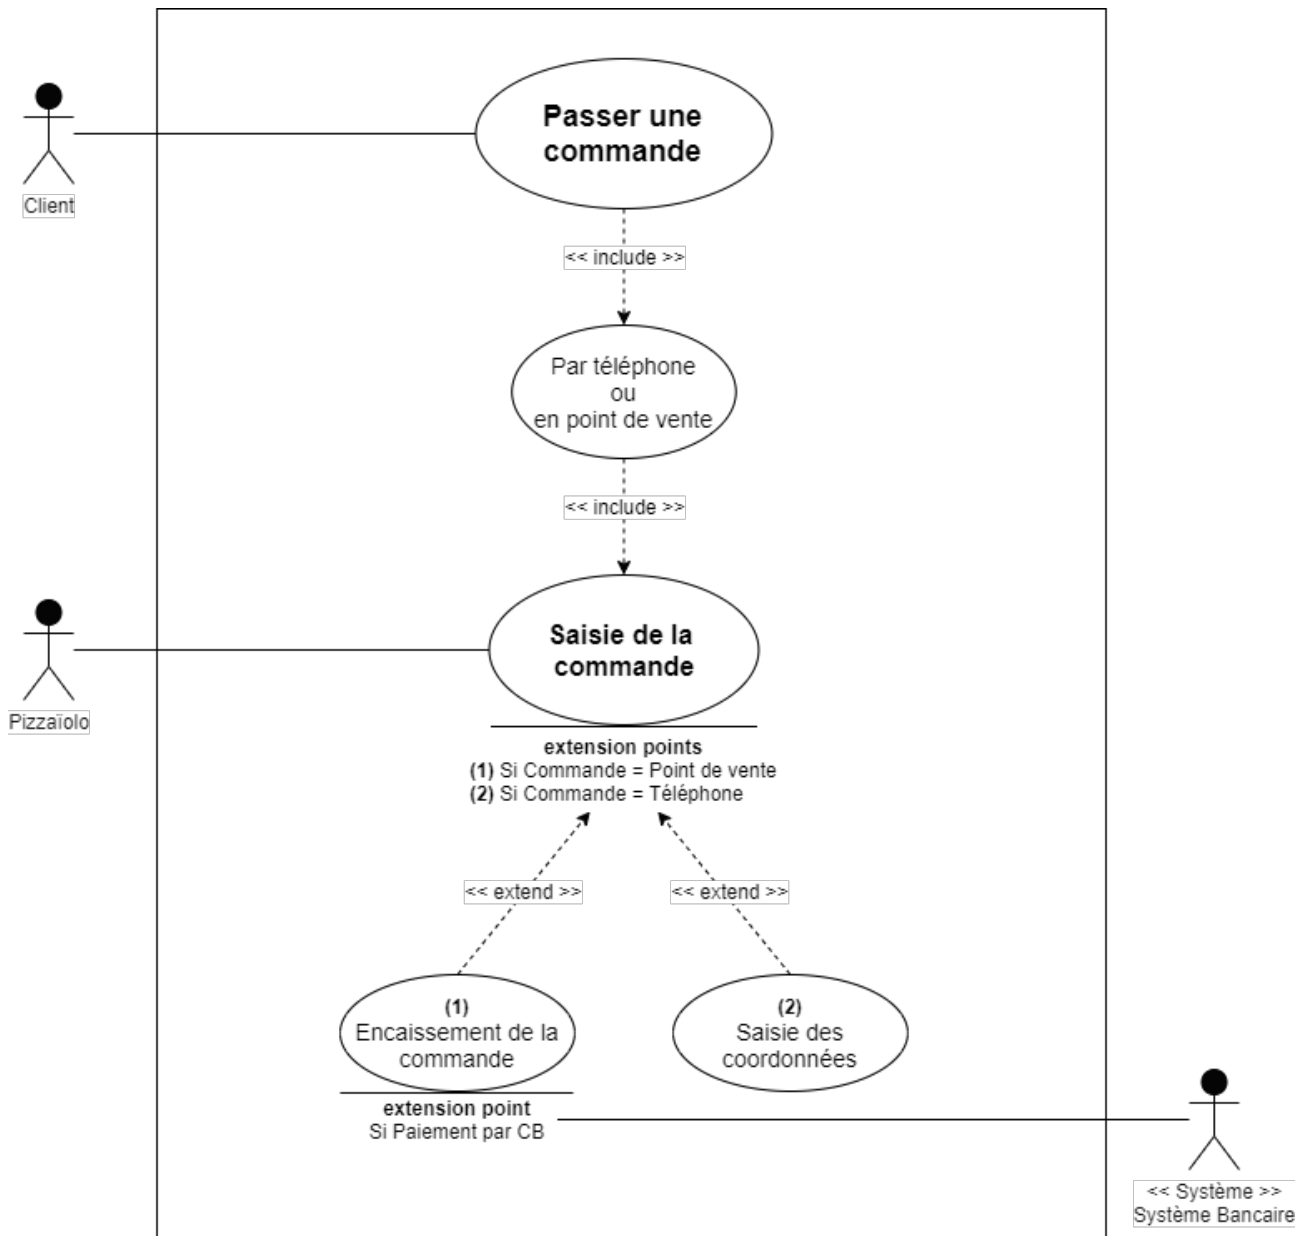 Passer une
commande
Client
<< include >>
Par téléphone
ou
en point de vente
<< include >>
Saisie de la
commande
Pizzaïolo
extension points
(1) Si Commande = Point de vente
(2) Si Commande = Téléphone
<< extend >>
<< extend >>
(1)
Encaissement de la
commande
(2)
Saisie des
coordonnées
extension point
Si Paiement par CB
<< Système >>
Système Bancaire